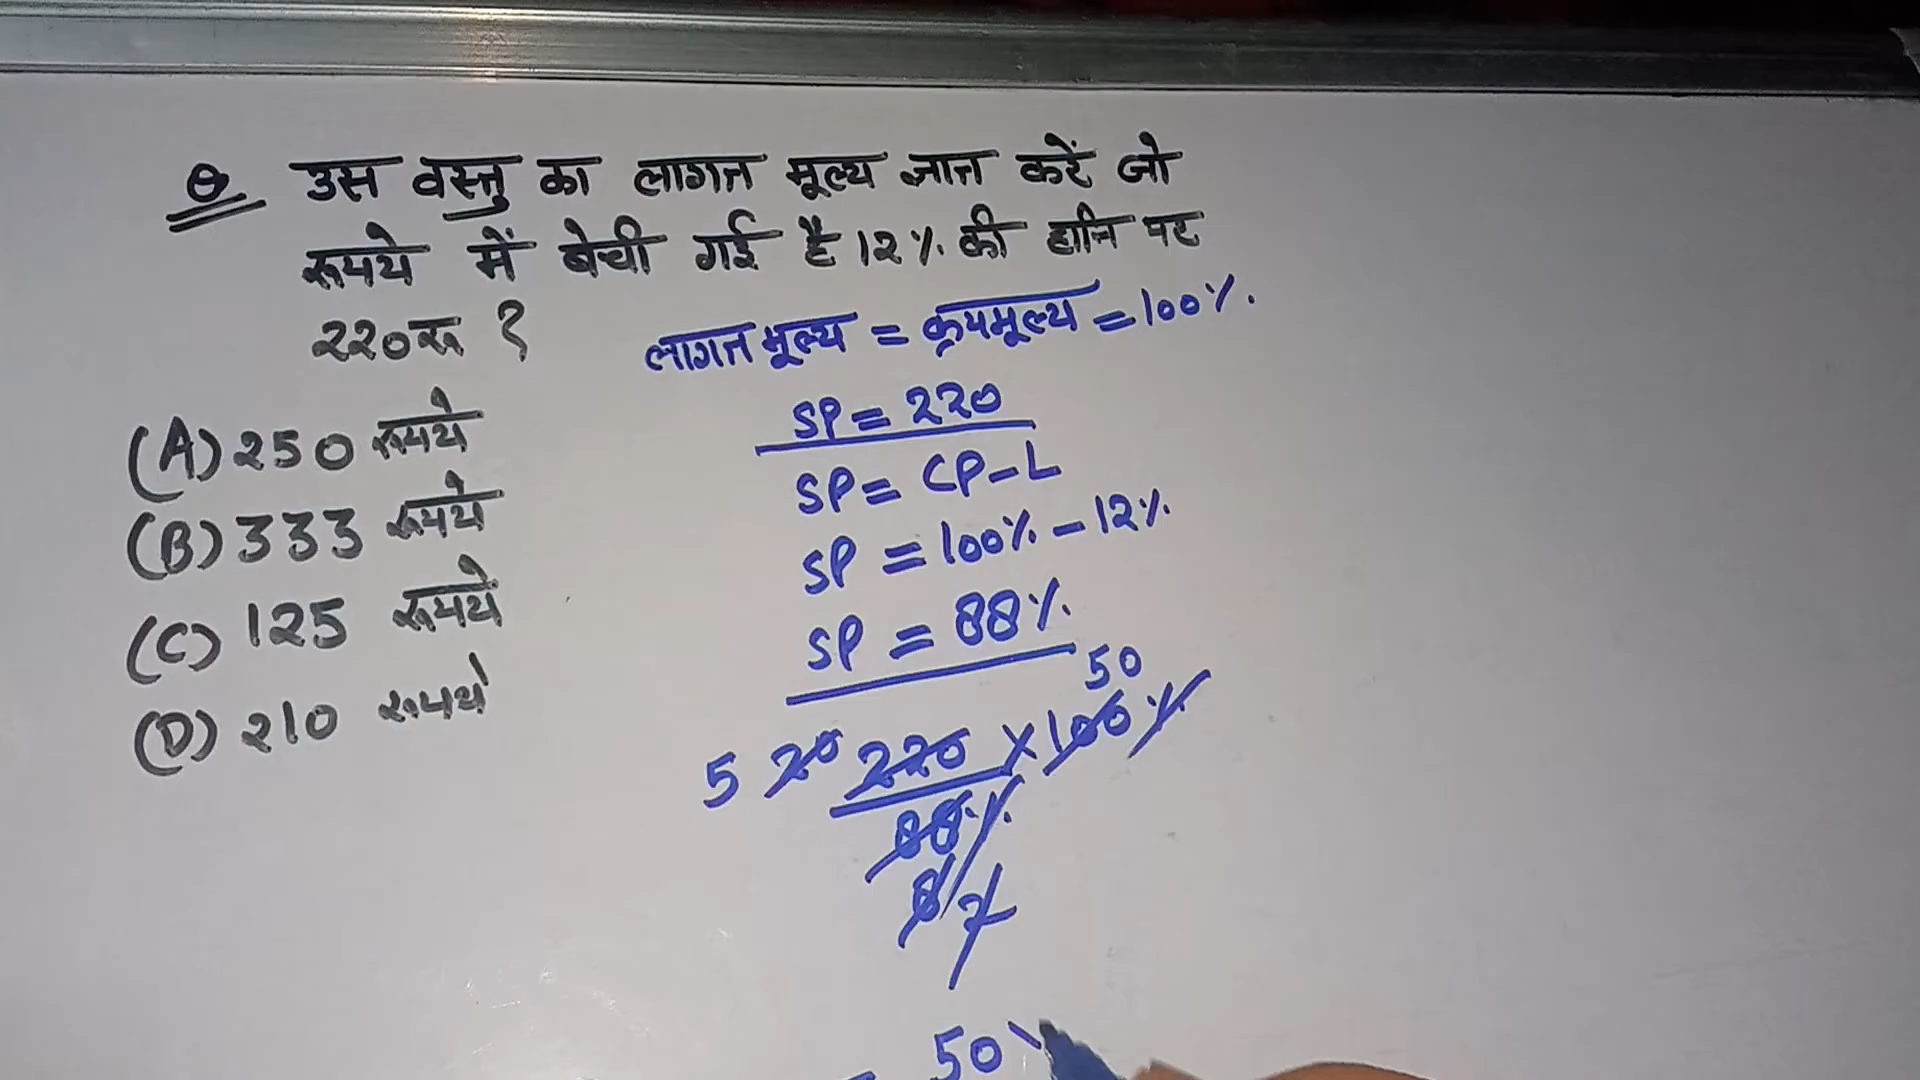 Q उस वस्तु का लागत मूल्य ज्ञात करें जो
रूपये में बेची गई है 12% की हानि पर
220रू ?
(A) 250 रूपये
(B) 333 रूपये
(C) 125 रूपये
(D) 210 रूपये
लागत मूल्य = क्रयमूल्य = 100%
SP = 220
SP = CP - L
SP = 100% - 12%
SP = 88%
50
5 20 220 × 100%
88%
8 2
50 ×